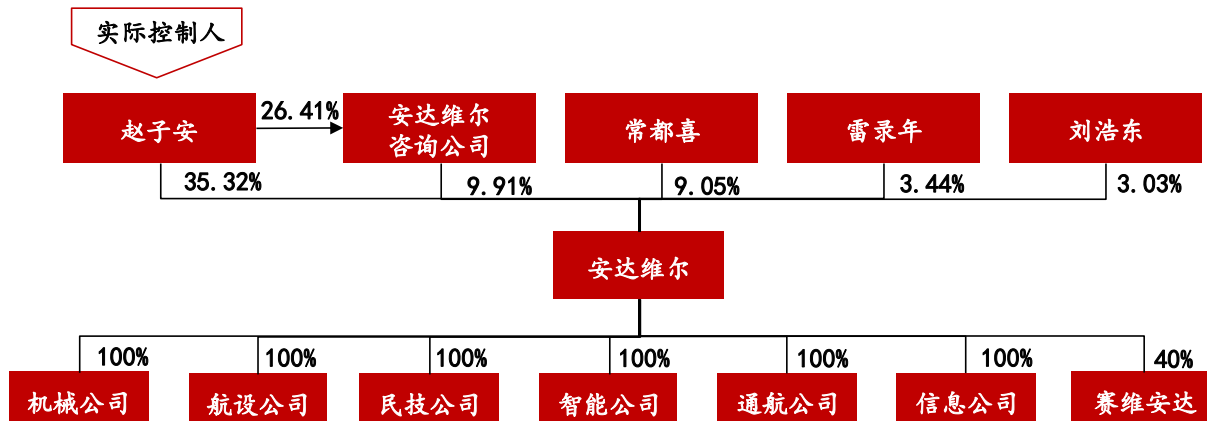 实际控制人
赵子安
26.41%
安达维尔
咨询公司
常都喜
雷录年
刘浩东
35.32%
9.91%
9.05%
3.44%
3.03%
安达维尔
100%
100%
100%
100%
100%
100%
40%
机械公司
航设公司
民技公司
智能公司
通航公司
信息公司
赛维安达